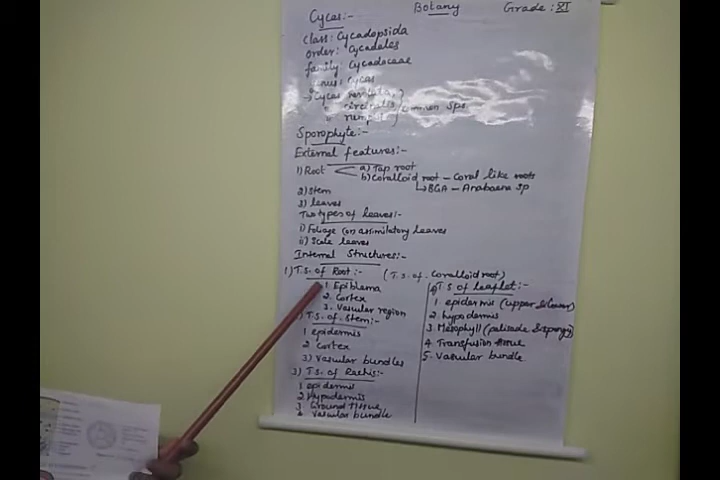 Botany
Grade: XI
Cycas:-
Class: Cycadopsida
order: Cycadales
family: Cycadaceae
Genus: Cycas
→ Cycas revoluta
" circinalis
" common sps
Sporophyte:-
External features:-
1) Root
a) Tap root
b) Coralloid root - Coral like roots
↳ BGA - Anabaena sp
2) Stem
3) leaves
Two types of leaves:-
i) Foliage (or) assimilatory leaves
ii) Scale leaves
Internal Structures:-
1) T.S. of Root:- (T.S. of. Coralloid root)
1. Epiblema
2. Cortex
3. Vascular region
2) T.S. of Stem:-
1 epidermis
2 Cortex
3) Vascular bundles
3) T.S. of Rachis:-
1 epidermis
2 Hypodermis
3 Ground tissue
4 Vascular bundle
T.S of leaflet:-
1 epidermis (upper & lower)
2. hypodermis
3 Mesophyll (palisade & spongy)
4 Transfusion tissue
5. Vascular bundle